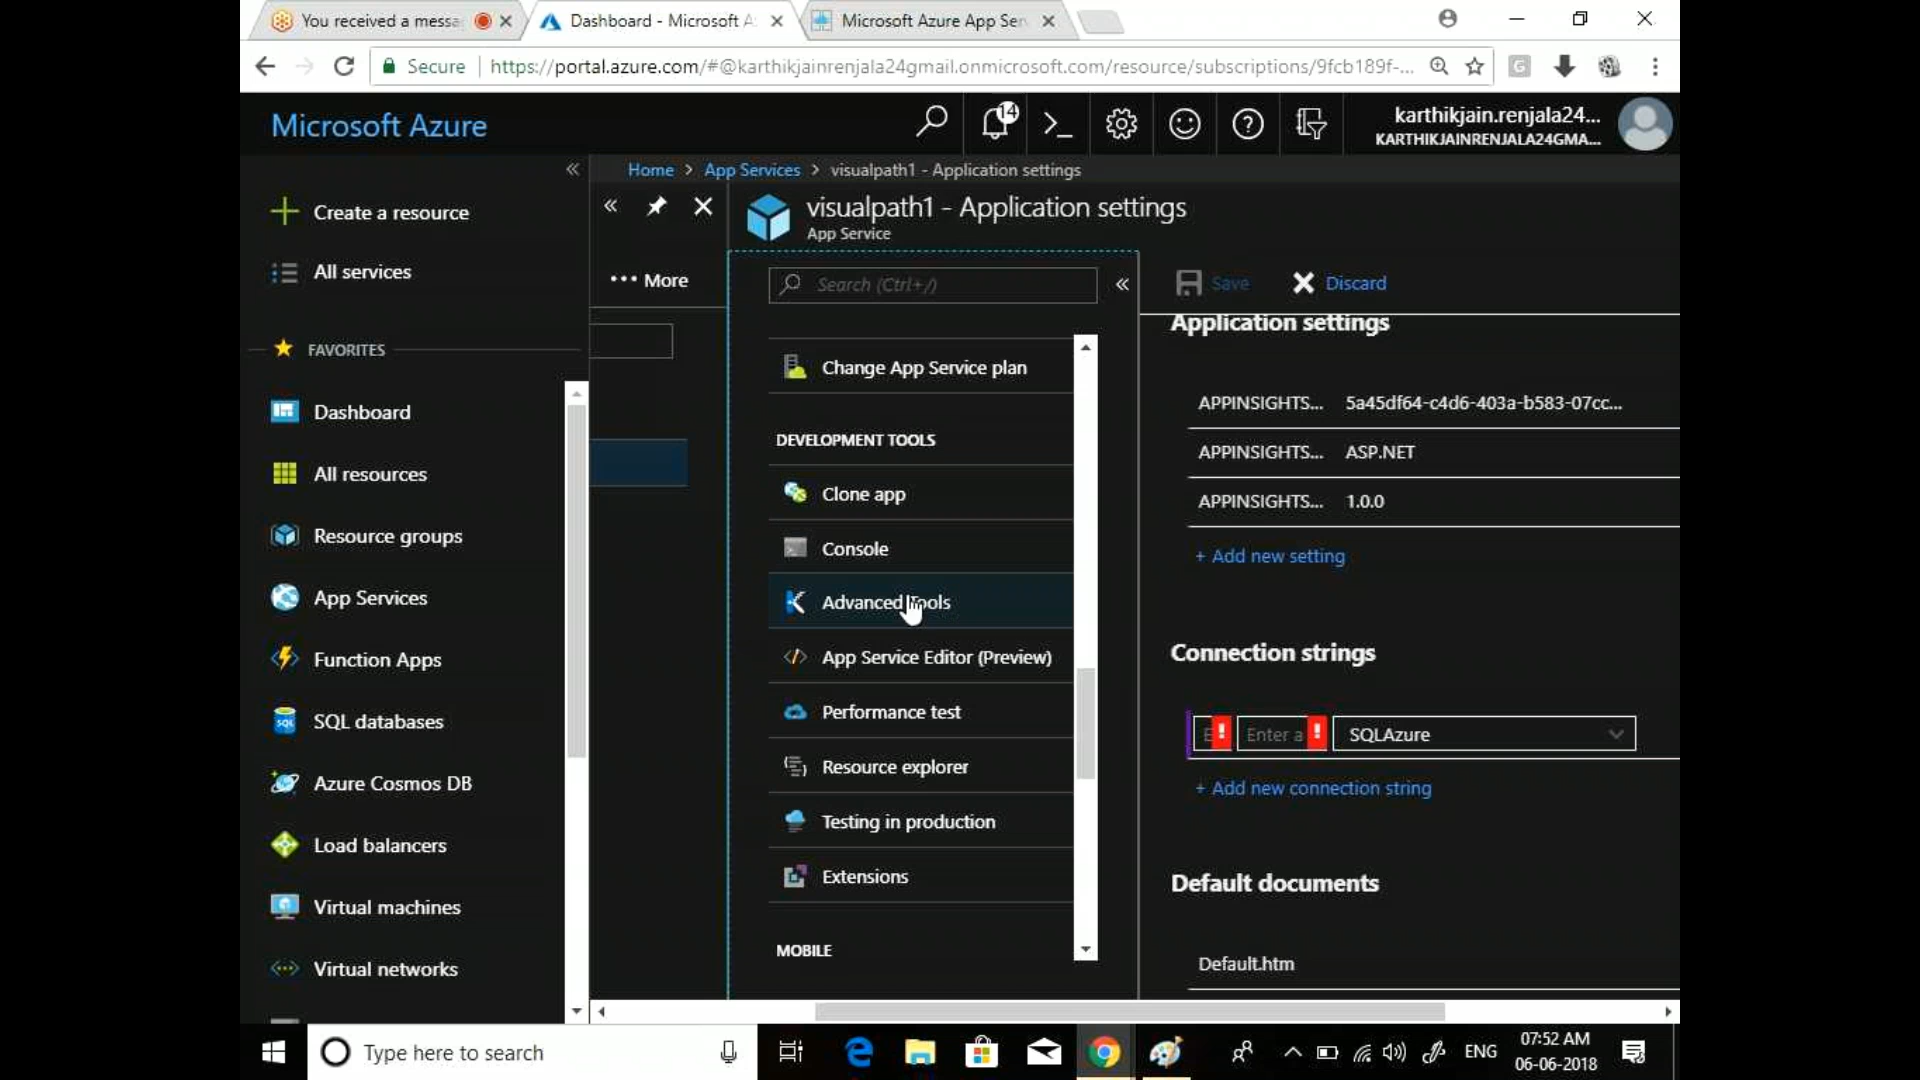 You received a messa
Dashboard - Microsoft A
Microsoft Azure App Ser
Secure
https://portal.azure.com/#@karthikjainrenjala24gmail.onmicrosoft.com/resource/subscriptions/9fcb189f-...
G
Microsoft Azure
14
karthikjain.renjala24...
KARTHIKJAINRENJALA24GMA...
Home > App Services > visualpath1 - Application settings
Create a resource
All services
FAVORITES
Dashboard
All resources
Resource groups
App Services
Function Apps
SQL databases
Azure Cosmos DB
Load balancers
Virtual machines
Virtual networks
More
visualpath1 - Application settings
App Service
Search (Ctrl+/)
Change App Service plan
DEVELOPMENT TOOLS
Clone app
Console
Advanced Tools
App Service Editor (Preview)
Performance test
Resource explorer
Testing in production
Extensions
MOBILE
Save
Discard
Application settings
APPINSIGHTS... 5a45df64-c4d6-403a-b583-07cc...
APPINSIGHTS... ASP.NET
APPINSIGHTS... 1.0.0
+ Add new setting
Connection strings
E ! Enter a ! SQLAzure
+ Add new connection string
Default documents
Default.htm
Type here to search
ENG
07:52 AM
06-06-2018